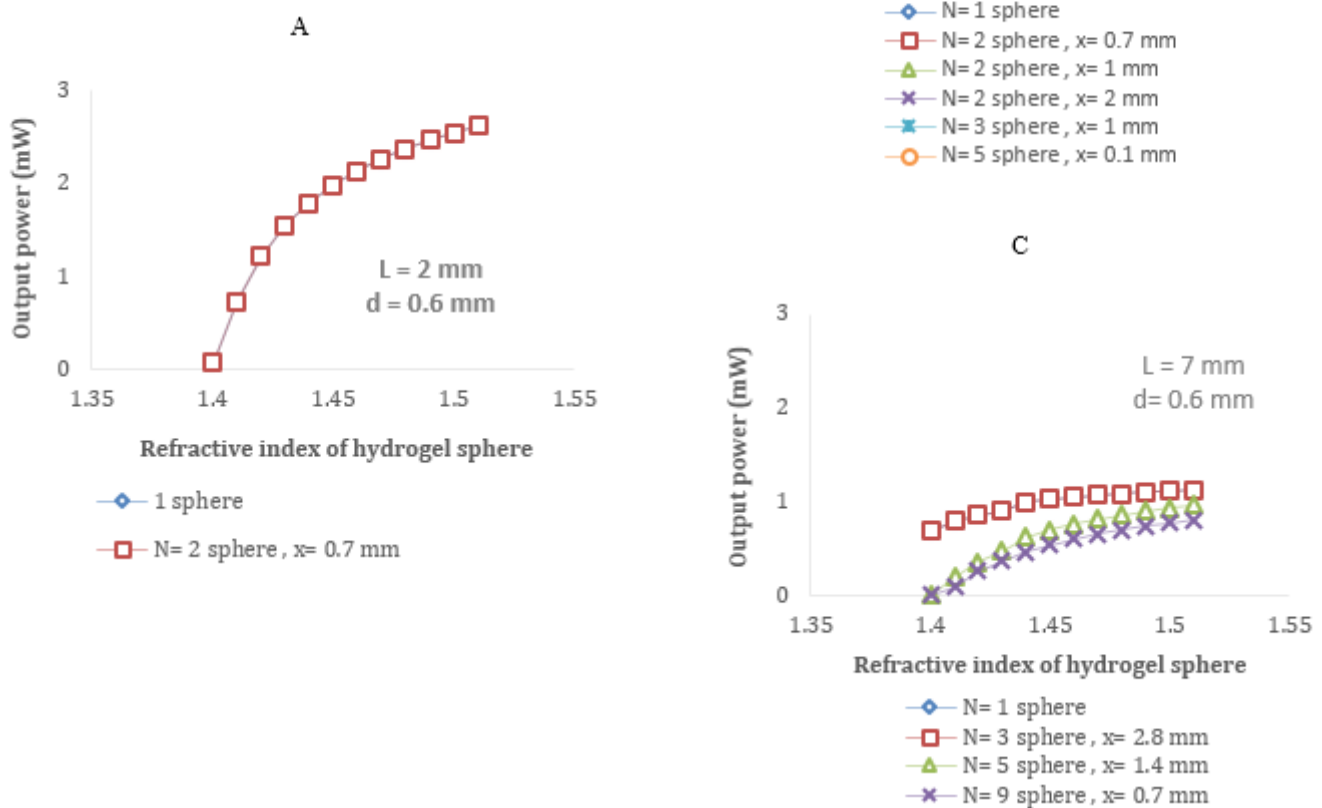 A
3
2
1
0
Output power (mW)
L = 2 mm
d = 0.6 mm
1.35 1.4 1.45 1.5 1.55
Refractive index of hydrogel sphere
1 sphere
N= 2 sphere , x= 0.7 mm
N= 1 sphere
N= 2 sphere , x= 0.7 mm
N= 2 sphere , x= 1 mm
N= 2 sphere , x= 2 mm
N= 3 sphere , x= 1 mm
N= 5 sphere , x= 0.1 mm
C
3
2
1
0
Output power (mW)
L = 7 mm
d= 0.6 mm
1.35 1.4 1.45 1.5 1.55
Refractive index of hydrogel sphere
N= 1 sphere
N= 3 sphere , x= 2.8 mm
N= 5 sphere , x= 1.4 mm
N= 9 sphere , x= 0.7 mm